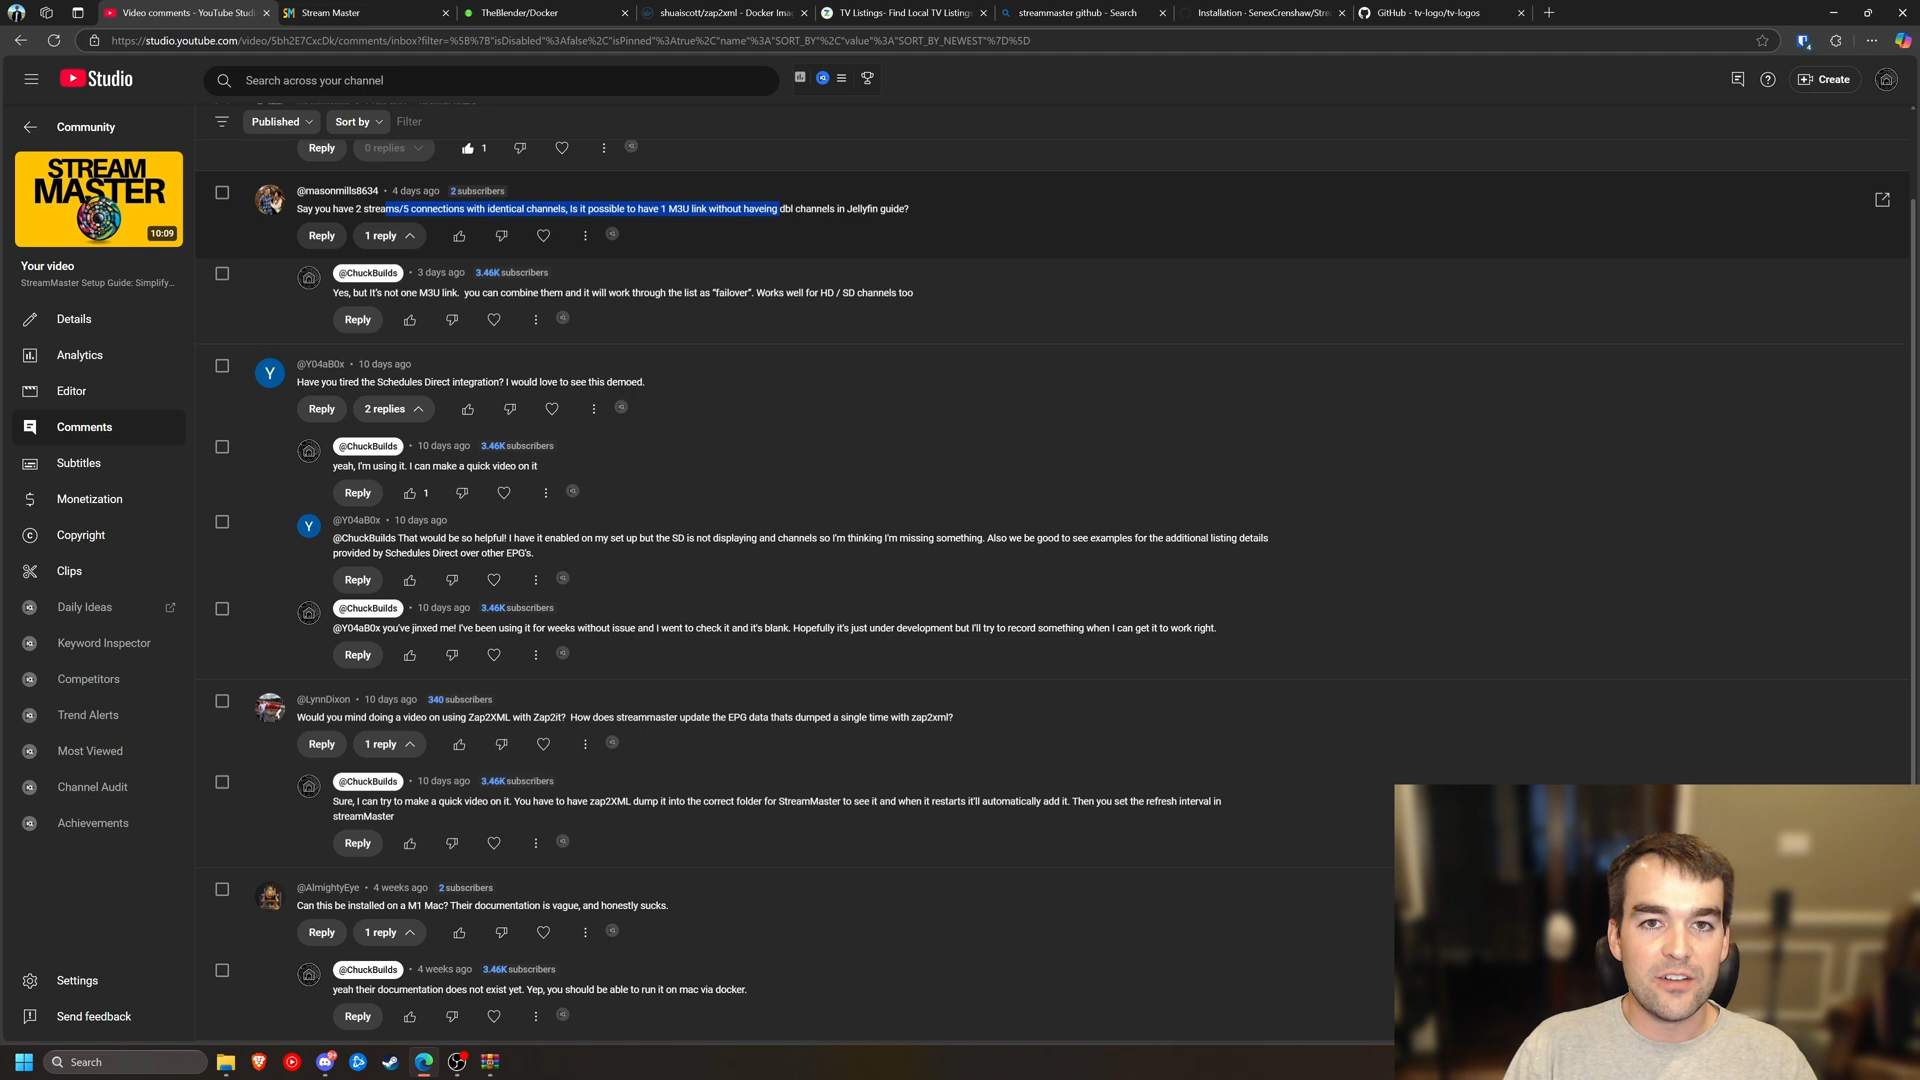 Video comments - YouTube Studi
Stream Master
TheBlender/Docker
shuaiscott/zap2xml - Docker Ima
TV Listings- Find Local TV Listings
streammaster github - Search
Installation · SenexCrenshaw/Stre
GitHub - tv-logo/tv-logos
https://studio.youtube.com/video/5bh2E7CxcDk/comments/inbox?filter=%5B%7B"isDisabled"%3Afalse%2C"isPinned"%3Atrue%2C"name"%3A"SORT_BY"%2C"value"%3A"SORT_BY_NEWEST"%7D%5D
Studio
Search across your channel
Create
Community
STREAM
MASTER
10:09
Your video
StreamMaster Setup Guide: Simplify...
Details
Analytics
Editor
Comments
Subtitles
Monetization
Copyright
Clips
Daily Ideas
Keyword Inspector
Competitors
Trend Alerts
Most Viewed
Channel Audit
Achievements
Settings
Send feedback
Published
Sort by
Filter
Reply
0 replies
1
@masonmills8634 • 4 days ago 2 subscribers
Say you have 2 streams/5 connections with identical channels, Is it possible to have 1 M3U link without haveing dbl channels in Jellyfin guide?
Reply
1 reply
@ChuckBuilds • 3 days ago 3.46K subscribers
Yes, but It's not one M3U link. you can combine them and it will work through the list as "failover". Works well for HD / SD channels too
Reply
@Y04aB0x • 10 days ago
Y
Have you tired the Schedules Direct integration? I would love to see this demoed.
Reply
2 replies
@ChuckBuilds • 10 days ago 3.46K subscribers
yeah, I'm using it. I can make a quick video on it
Reply
1
@Y04aB0x • 10 days ago
Y
@ChuckBuilds That would be so helpful! I have it enabled on my set up but the SD is not displaying and channels so I'm thinking I'm missing something. Also we be good to see examples for the additional listing details
provided by Schedules Direct over other EPG's.
Reply
@ChuckBuilds • 10 days ago 3.46K subscribers
@Y04aB0x you've jinxed me! I've been using it for weeks without issue and I went to check it and it's blank. Hopefully it's just under development but I'll try to record something when I can get it to work right.
Reply
@LynnDixon • 10 days ago 340 subscribers
Would you mind doing a video on using Zap2XML with Zap2it? How does streammaster update the EPG data thats dumped a single time with zap2xml?
Reply
1 reply
@ChuckBuilds • 10 days ago 3.46K subscribers
Sure, I can try to make a quick video on it. You have to have zap2XML dump it into the correct folder for StreamMaster to see it and when it restarts it'll automatically add it. Then you set the refresh interval in
streamMaster
Reply
@AlmightyEye • 4 weeks ago 2 subscribers
Can this be installed on a M1 Mac? Their documentation is vague, and honestly sucks.
Reply
1 reply
@ChuckBuilds • 4 weeks ago 3.46K subscribers
yeah their documentation does not exist yet. Yep, you should be able to run it on mac via docker.
Reply
Search